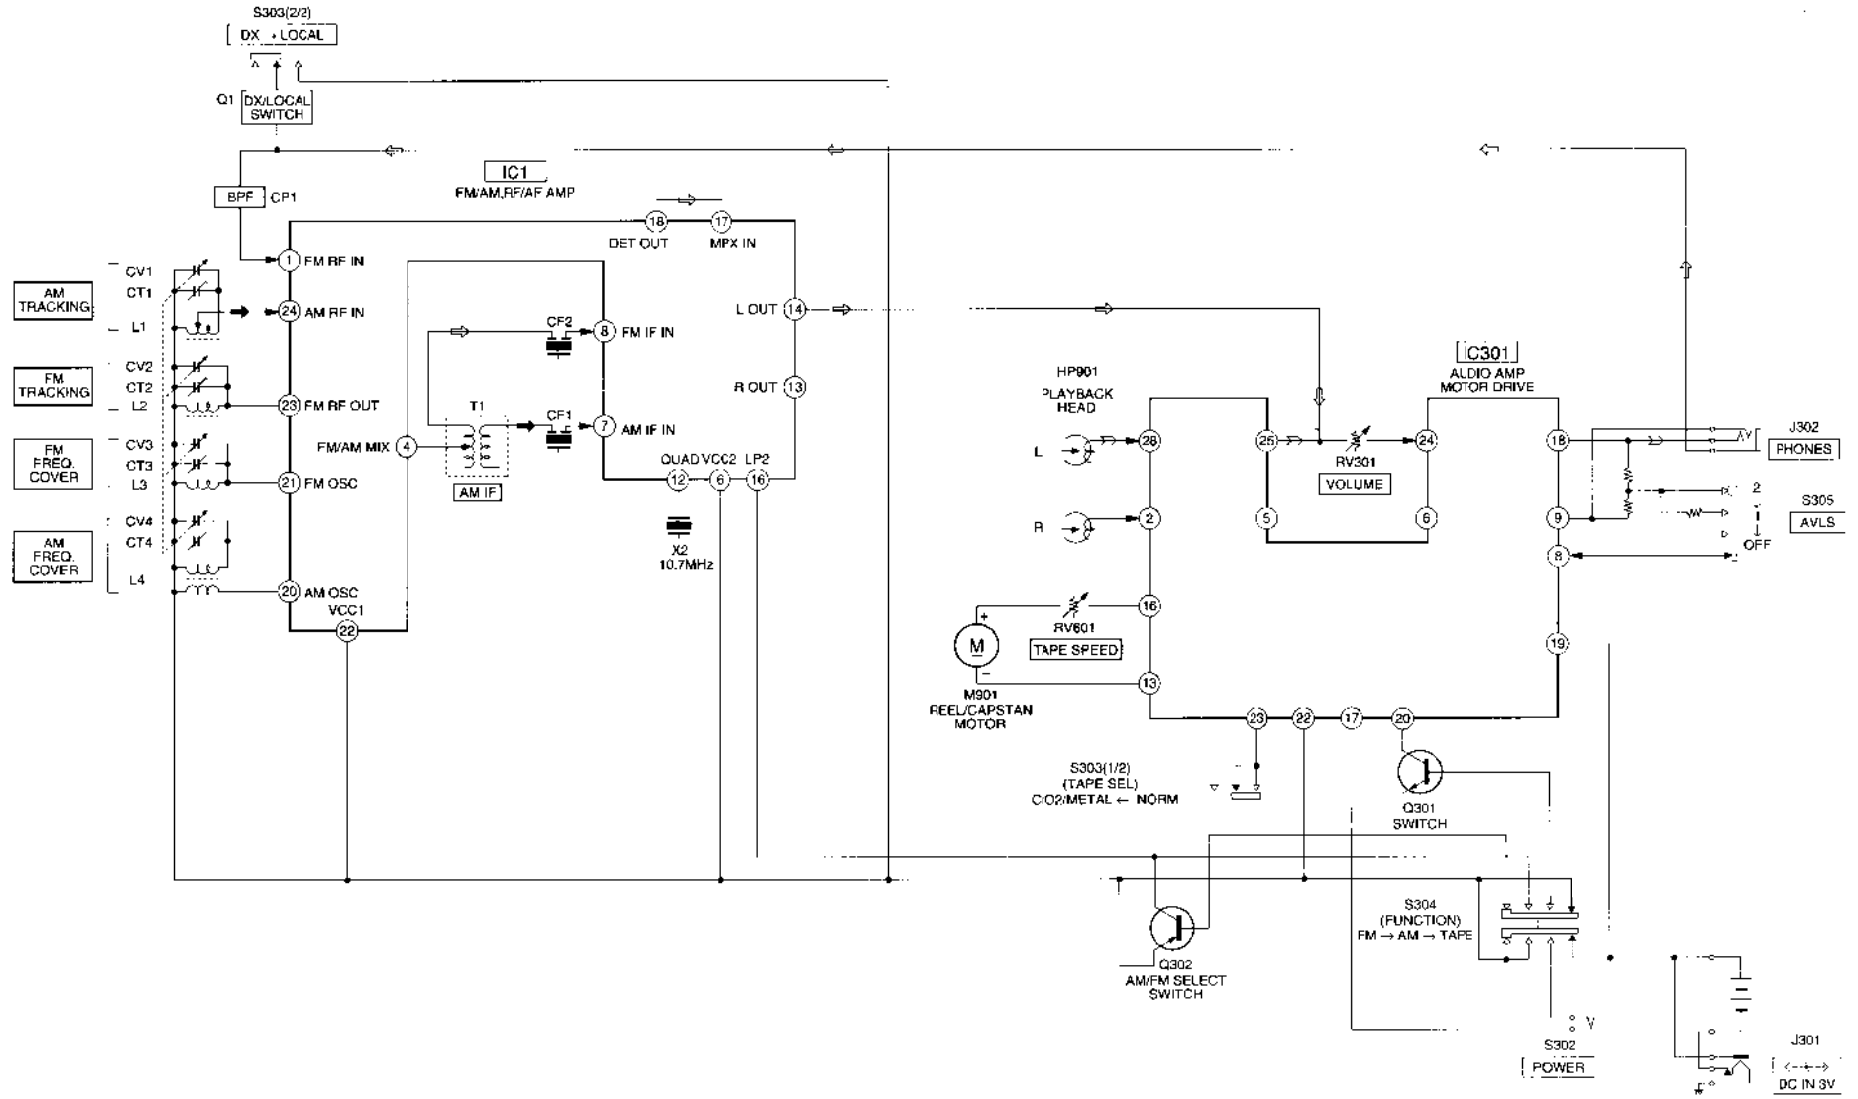 S303(2/2)
DX → LOCAL
Q1
DX/LOCAL
SWITCH
BPF
CP1
IC1
FM/AM,RF/AF AMP
18
17
DET OUT
MPX IN
1
FM RF IN
24
AM RF IN
AM
TRACKING
CV1
CT1
L1
FM
TRACKING
CV2
CT2
L2
23
FM RF OUT
FM
FREQ.
COVER
CV3
CT3
L3
21
FM OSC
AM
FREQ.
COVER
CV4
CT4
L4
20
AM OSC
VCC1
22
FM/AM MIX
4
T1
AM IF
CF2
8
FM IF IN
CF1
7
AM IF IN
L OUT
14
R OUT
13
QUAD
VCC2
LP2
12
6
16
X2
10.7MHz
HP901
PLAYBACK
HEAD
L
28
R
2
25
RV301
VOLUME
24
5
6
IC301
AUDIO AMP
MOTOR DRIVE
18
9
8
19
J302
PHONES
2
1
OFF
S305
AVLS
+
M
−
M901
REEL/CAPSTAN
MOTOR
RV601
TAPE SPEED
16
13
23
22
17
20
S303(1/2)
(TAPE SEL)
CrO2/METAL ← NORM
Q301
SWITCH
Q302
AM/FM SELECT
SWITCH
S304
(FUNCTION)
FM → AM → TAPE
S302
POWER
J301
DC IN 3V